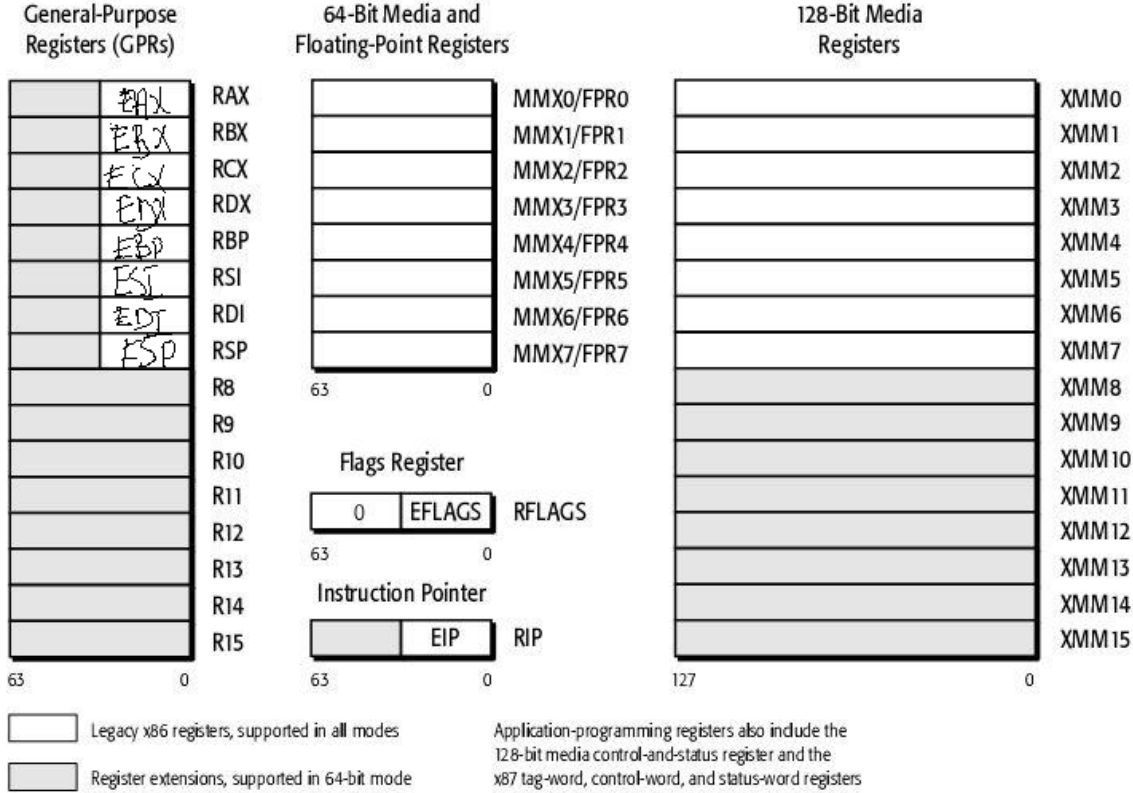 General-Purpose
Registers (GPRs)
64-Bit Media and
Floating-Point Registers
128-Bit Media
Registers
EAX RAX MMX0/FPR0 XMM0
EBX RBX MMX1/FPR1 XMM1
ECX RCX MMX2/FPR2 XMM2
EDX RDX MMX3/FPR3 XMM3
EBP RBP MMX4/FPR4 XMM4
ESI RSI MMX5/FPR5 XMM5
EDI RDI MMX6/FPR6 XMM6
ESP RSP MMX7/FPR7 XMM7
R8 63 0 XMM8
R9 XMM9
R10 Flags Register XMM10
R11 0 EFLAGS RFLAGS XMM11
R12 63 0 XMM12
R13 Instruction Pointer XMM13
R14 XMM14
R15 EIP RIP XMM15
63 0 63 0 127 0
Legacy x86 registers, supported in all modes
Register extensions, supported in 64-bit mode
Application-programming registers also include the
128-bit media control-and-status register and the
x87 tag-word, control-word, and status-word registers